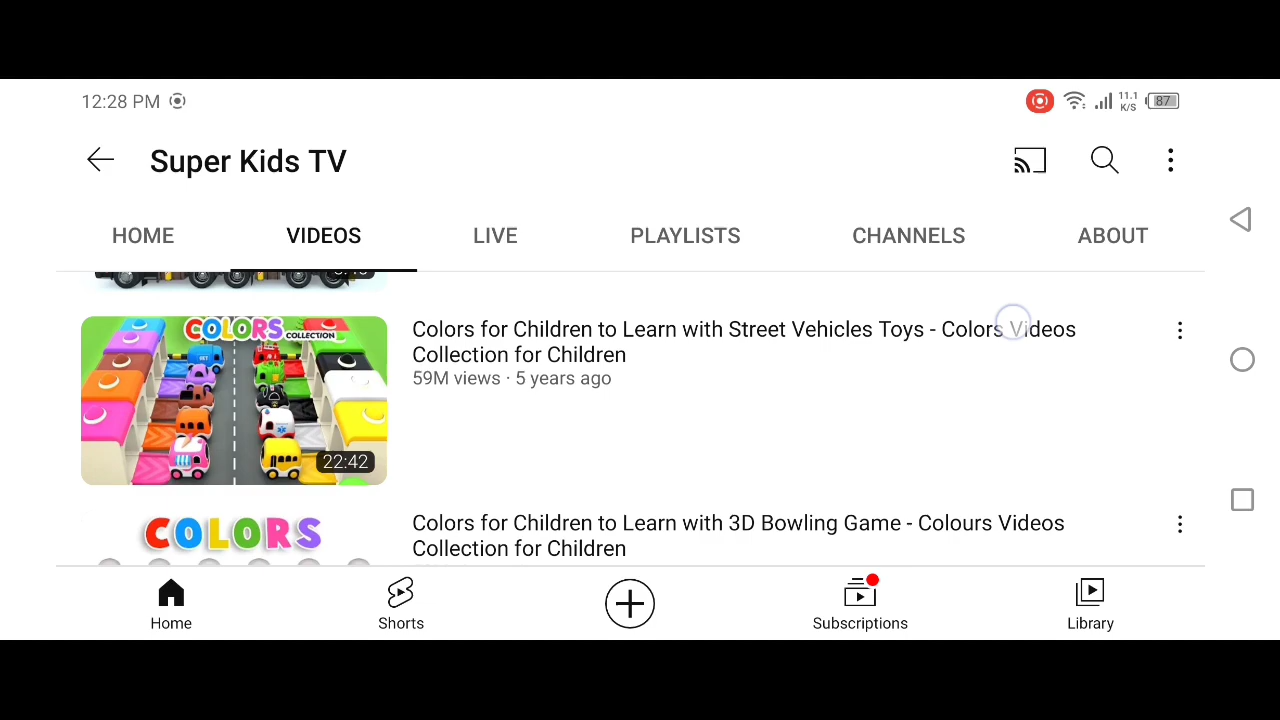 12:28 PM
11.1
K/S
87
Super Kids TV
HOME VIDEOS LIVE PLAYLISTS CHANNELS ABOUT
COLORS
COLLECTION
22:42
Colors for Children to Learn with Street Vehicles Toys - Colors Videos
Collection for Children
59M views · 5 years ago
COLORS
Colors for Children to Learn with 3D Bowling Game - Colours Videos
Collection for Children
Home Shorts Subscriptions Library